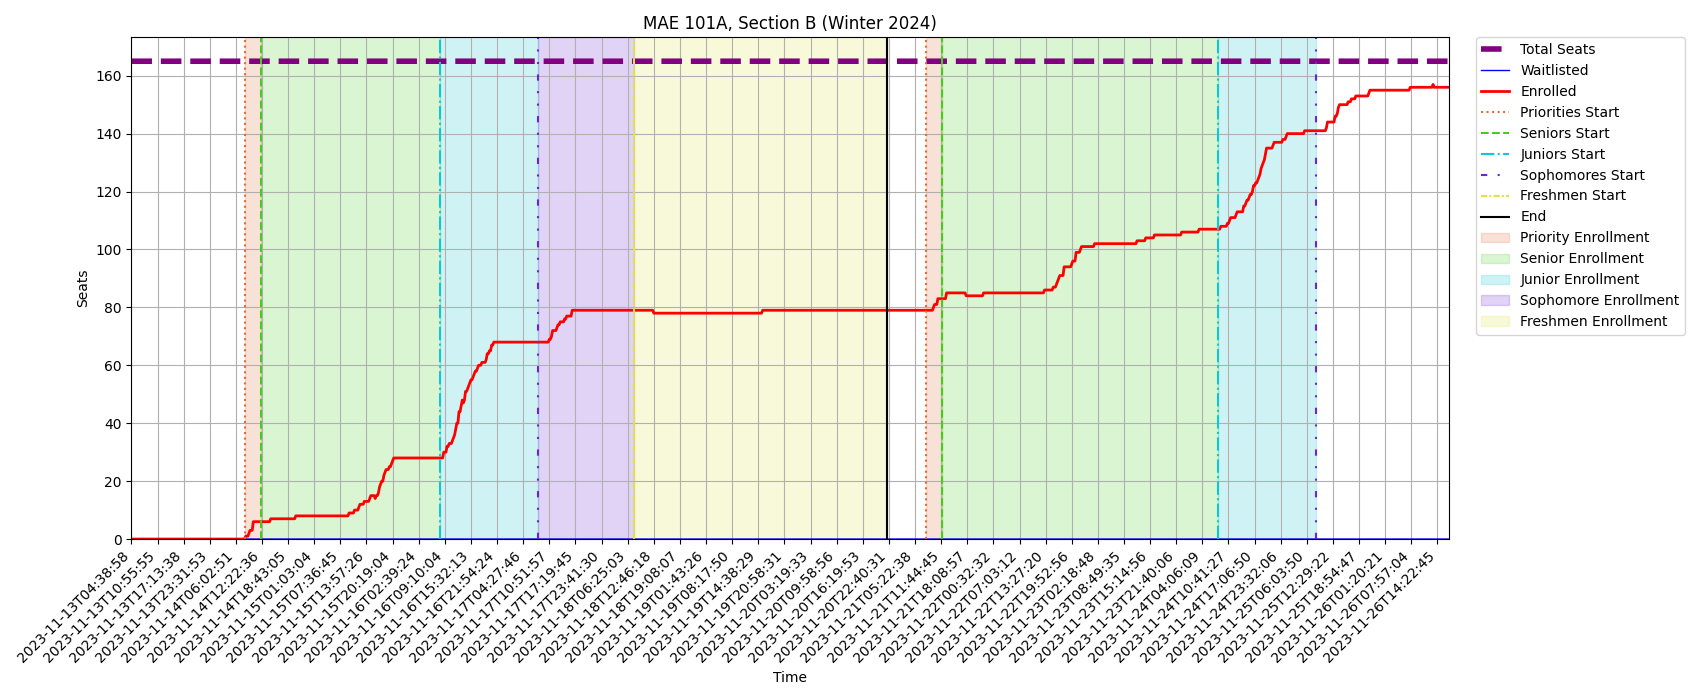 MAE 101A, Section B (Winter 2024)
Seats
160
140
120
100
80
60
40
20
0
2023-11-13T04:38:58
2023-11-13T10:55:55
2023-11-13T17:13:38
2023-11-13T23:31:53
2023-11-14T06:02:51
2023-11-14T12:22:36
2023-11-14T18:43:05
2023-11-15T01:03:04
2023-11-15T07:36:45
2023-11-15T13:57:26
2023-11-15T20:19:04
2023-11-16T02:39:24
2023-11-16T09:10:04
2023-11-16T15:32:13
2023-11-16T21:54:24
2023-11-17T04:27:46
2023-11-17T10:51:57
2023-11-17T17:19:45
2023-11-17T23:41:30
2023-11-18T06:25:03
2023-11-18T12:46:18
2023-11-18T19:08:07
2023-11-19T01:43:26
2023-11-19T08:17:50
2023-11-19T14:38:29
2023-11-19T20:58:31
2023-11-20T03:19:33
2023-11-20T09:58:56
2023-11-20T16:19:53
2023-11-20T22:40:31
2023-11-21T05:22:38
2023-11-21T11:44:45
2023-11-21T18:08:57
2023-11-22T00:32:32
2023-11-22T07:03:12
2023-11-22T13:27:20
2023-11-22T19:52:56
2023-11-23T02:18:48
2023-11-23T08:49:35
2023-11-23T15:14:56
2023-11-23T21:40:06
2023-11-24T04:06:09
2023-11-24T10:41:27
2023-11-24T17:06:50
2023-11-24T23:32:06
2023-11-25T06:03:50
2023-11-25T12:29:22
2023-11-25T18:54:47
2023-11-26T01:20:21
2023-11-26T07:57:04
2023-11-26T14:22:45
Time
Total Seats
Waitlisted
Enrolled
Priorities Start
Seniors Start
Juniors Start
Sophomores Start
Freshmen Start
End
Priority Enrollment
Senior Enrollment
Junior Enrollment
Sophomore Enrollment
Freshmen Enrollment